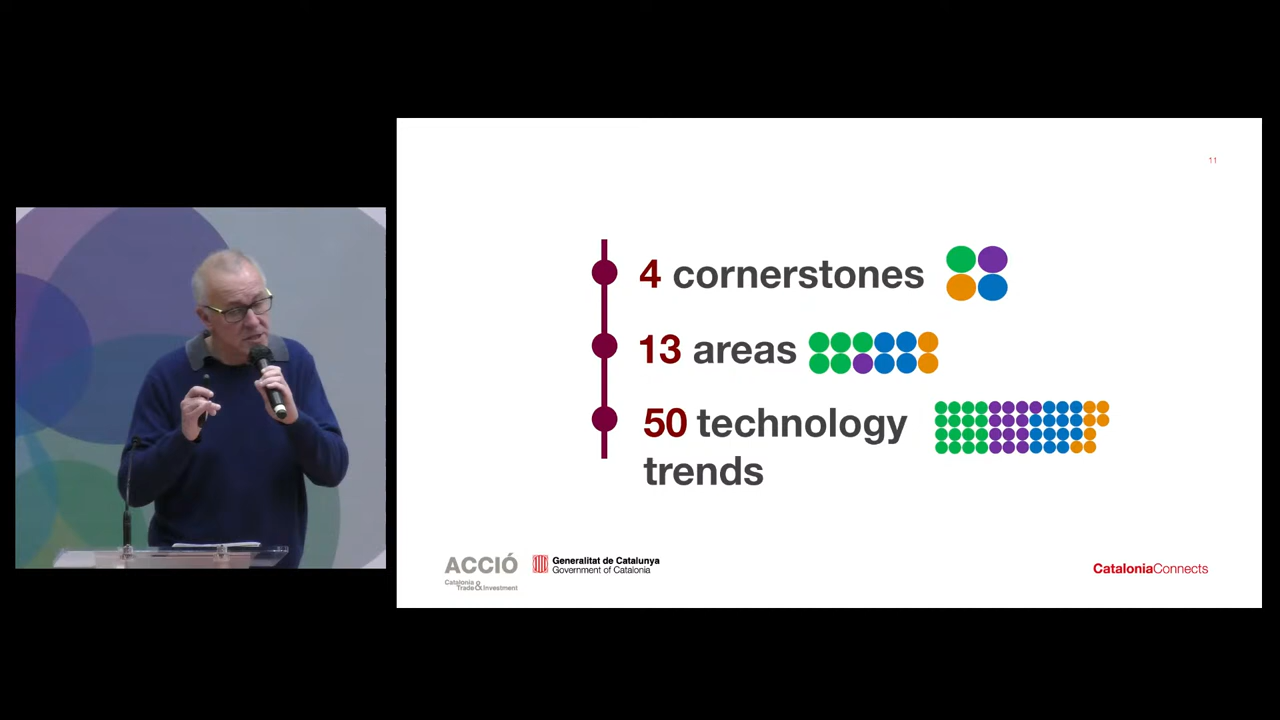 11
4 cornerstones
13 areas
50 technology
trends
ACCIÓ
Catalonia
Trade & Investment
Generalitat de Catalunya
Government of Catalonia
CataloniaConnects